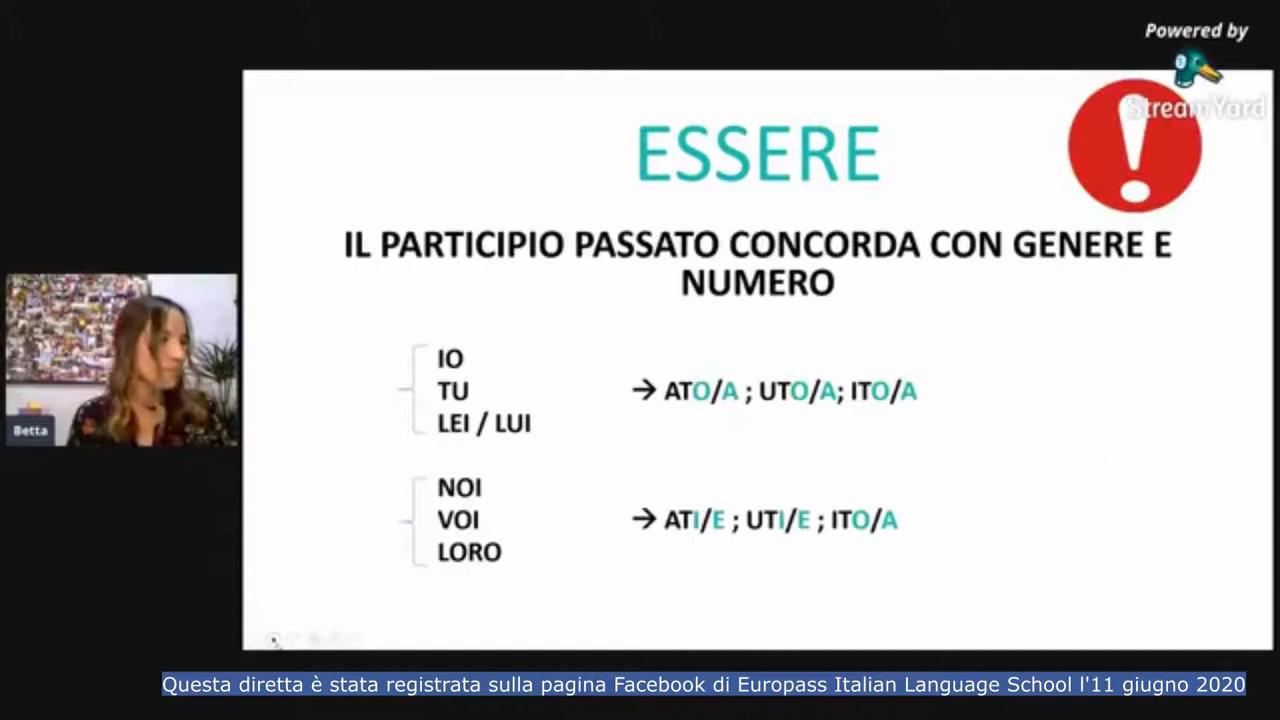 Powered by
StreamYard
ESSERE
IL PARTICIPIO PASSATO CONCORDA CON GENERE E
NUMERO
IO
TU
LEI / LUI
→ ATO/A ; UTO/A; ITO/A
NOI
VOI
LORO
→ ATI/E ; UTI/E ; ITO/A
Betta
Questa diretta è stata registrata sulla pagina Facebook di Europass Italian Language School l'11 giugno 2020